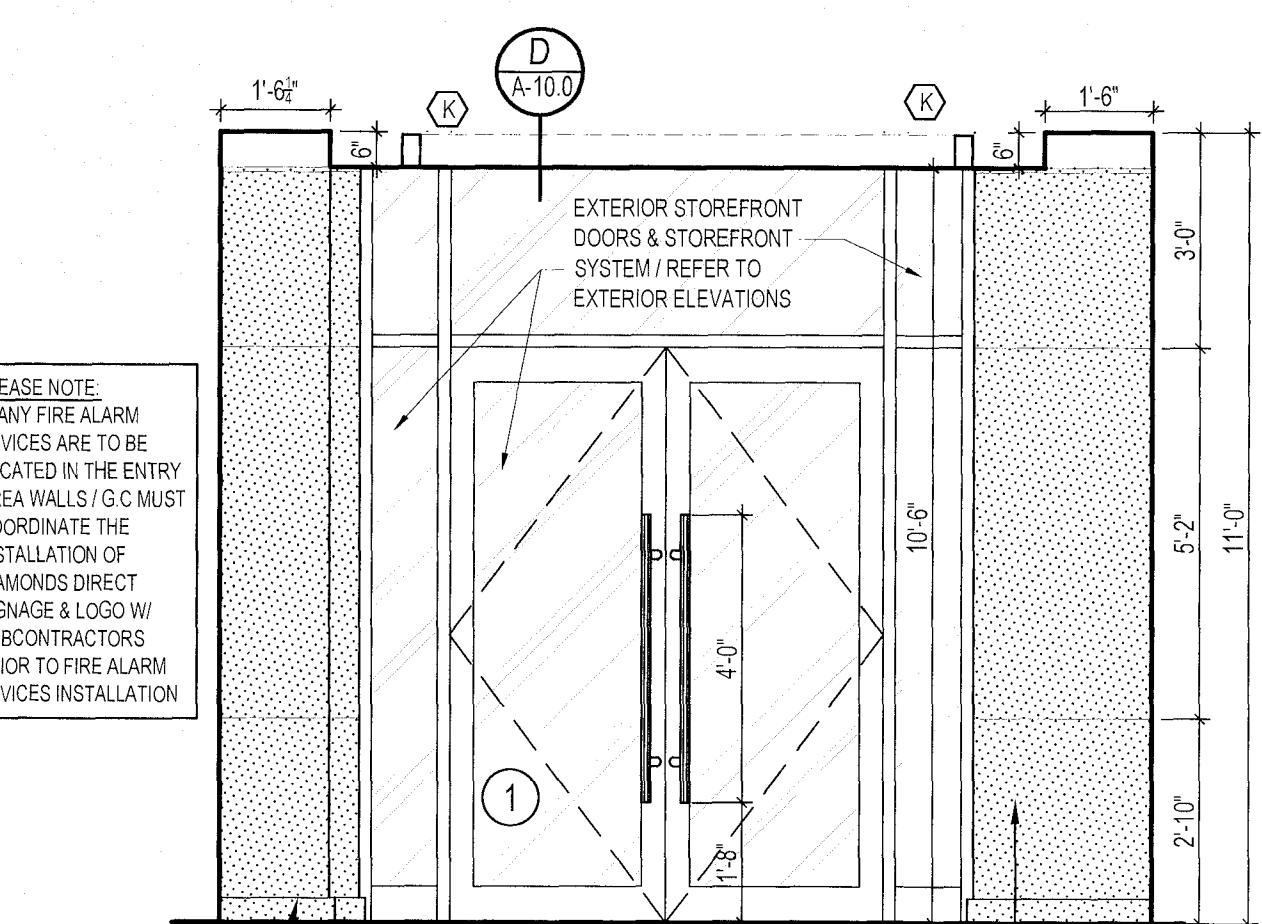 D
A-10.0
1'-6¼"
K
K
1'-6"
6"
6"
EXTERIOR STOREFRONT
DOORS & STOREFRONT
SYSTEM / REFER TO
EXTERIOR ELEVATIONS
3'-0"
EASE NOTE:
ANY FIRE ALARM
VICES ARE TO BE
CATED IN THE ENTRY
REA WALLS / G.C MUST
OORDINATE THE
STALLATION OF
AMONDS DIRECT
GNAGE & LOGO W/
BCONTRACTORS
IOR TO FIRE ALARM
VICES INSTALLATION
10'-6"
5'-2"
11'-0"
4'-0"
1
1'-8"
2'-10"